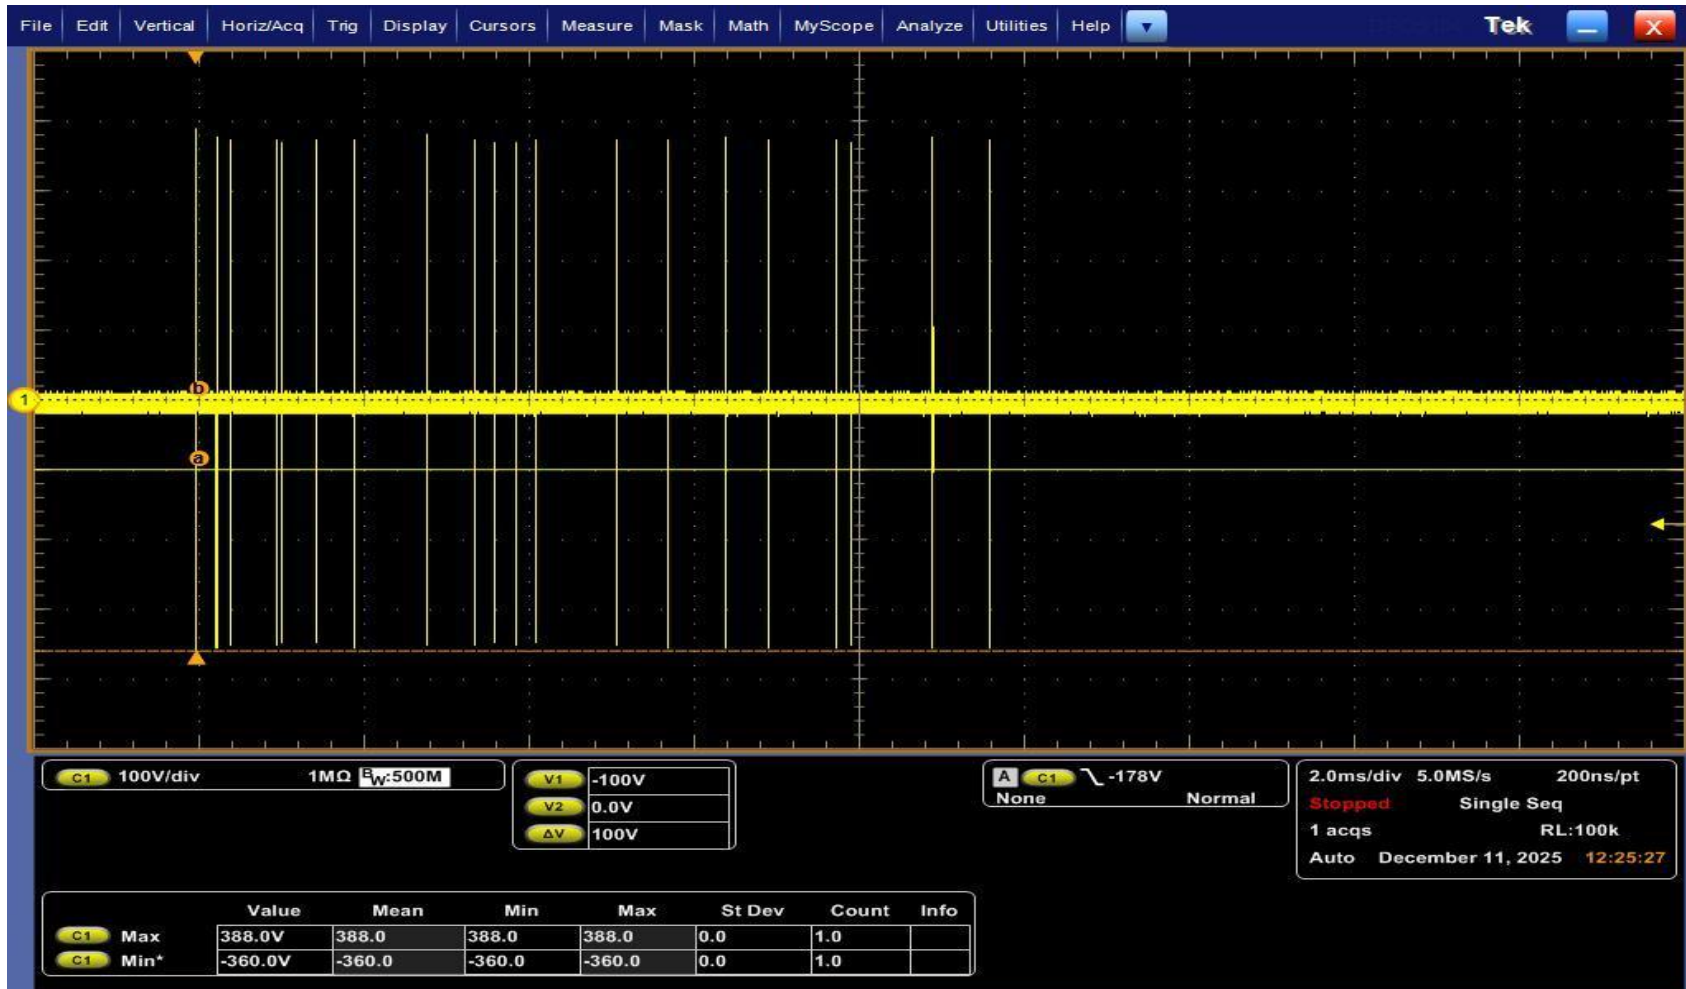 File Edit Vertical Horiz/Acq Trig Display Cursors Measure Mask Math MyScope Analyze Utilities Help Tek X
b
1
a
C1 100V/div 1MΩ BW:500M
V1 -100V
V2 0.0V
ΔV 100V
A C1 -178V
None Normal
2.0ms/div 5.0MS/s 200ns/pt
Stopped Single Seq
1 acqs RL:100k
Auto December 11, 2025 12:25:27
Value Mean Min Max St Dev Count Info
C1 Max 388.0V 388.0 388.0 388.0 0.0 1.0
C1 Min* -360.0V -360.0 -360.0 -360.0 0.0 1.0